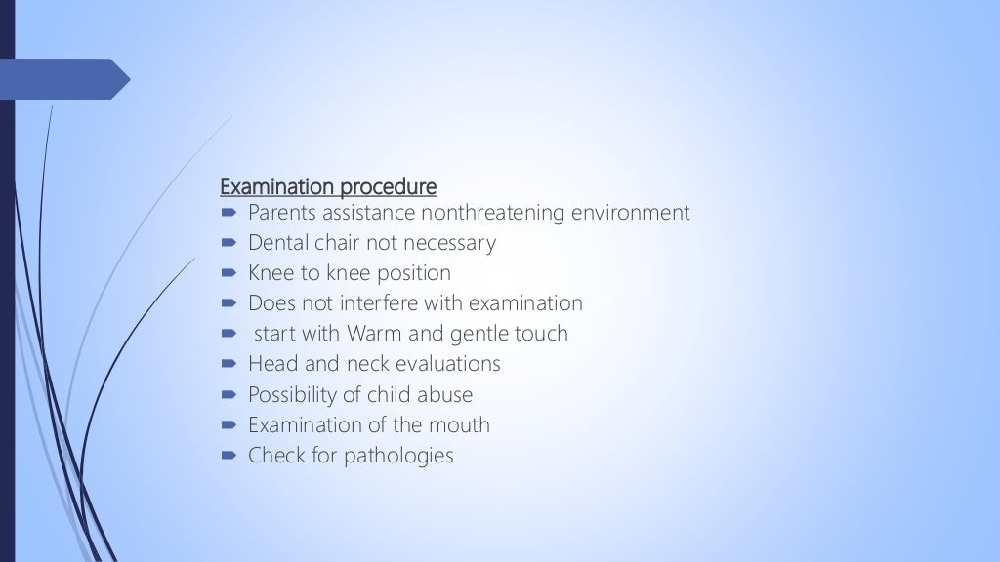 Examination procedure
Parents assistance nonthreatening environment
Dental chair not necessary
Knee to knee position
Does not interfere with examination
start with Warm and gentle touch
Head and neck evaluations
Possibility of child abuse
Examination of the mouth
Check for pathologies